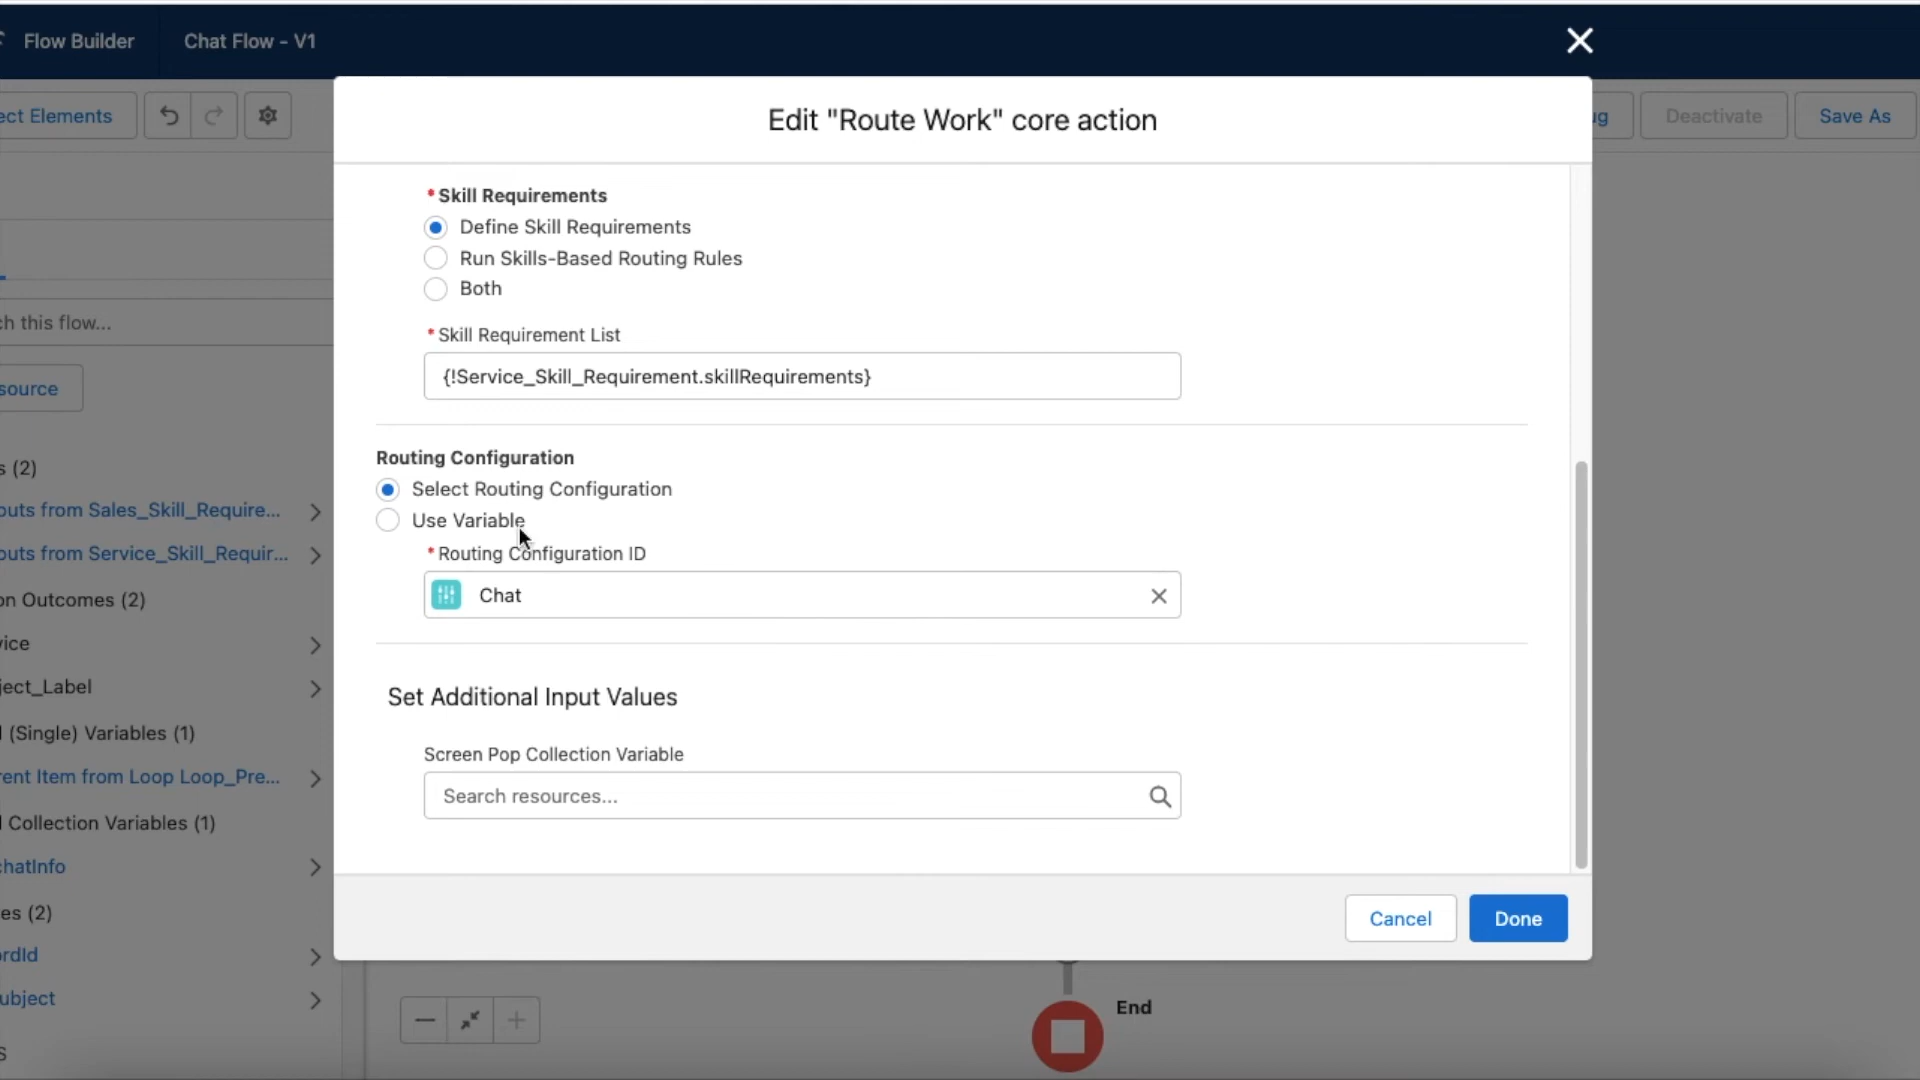 Flow Builder
Chat Flow - V1
ect Elements
ug
Deactivate
Save As
Edit "Route Work" core action
* Skill Requirements
Define Skill Requirements
Run Skills-Based Routing Rules
Both
* Skill Requirement List
{!Service_Skill_Requirement.skillRequirements}
Routing Configuration
Select Routing Configuration
Use Variable
* Routing Configuration ID
Chat
Set Additional Input Values
Screen Pop Collection Variable
Search resources...
Cancel
Done
ch this flow...
source
s (2)
outs from Sales_Skill_Require...
outs from Service_Skill_Requir...
on Outcomes (2)
vice
ject_Label
(Single) Variables (1)
rent Item from Loop Loop_Pre...
Collection Variables (1)
chatInfo
es (2)
ordId
ubject
S
End